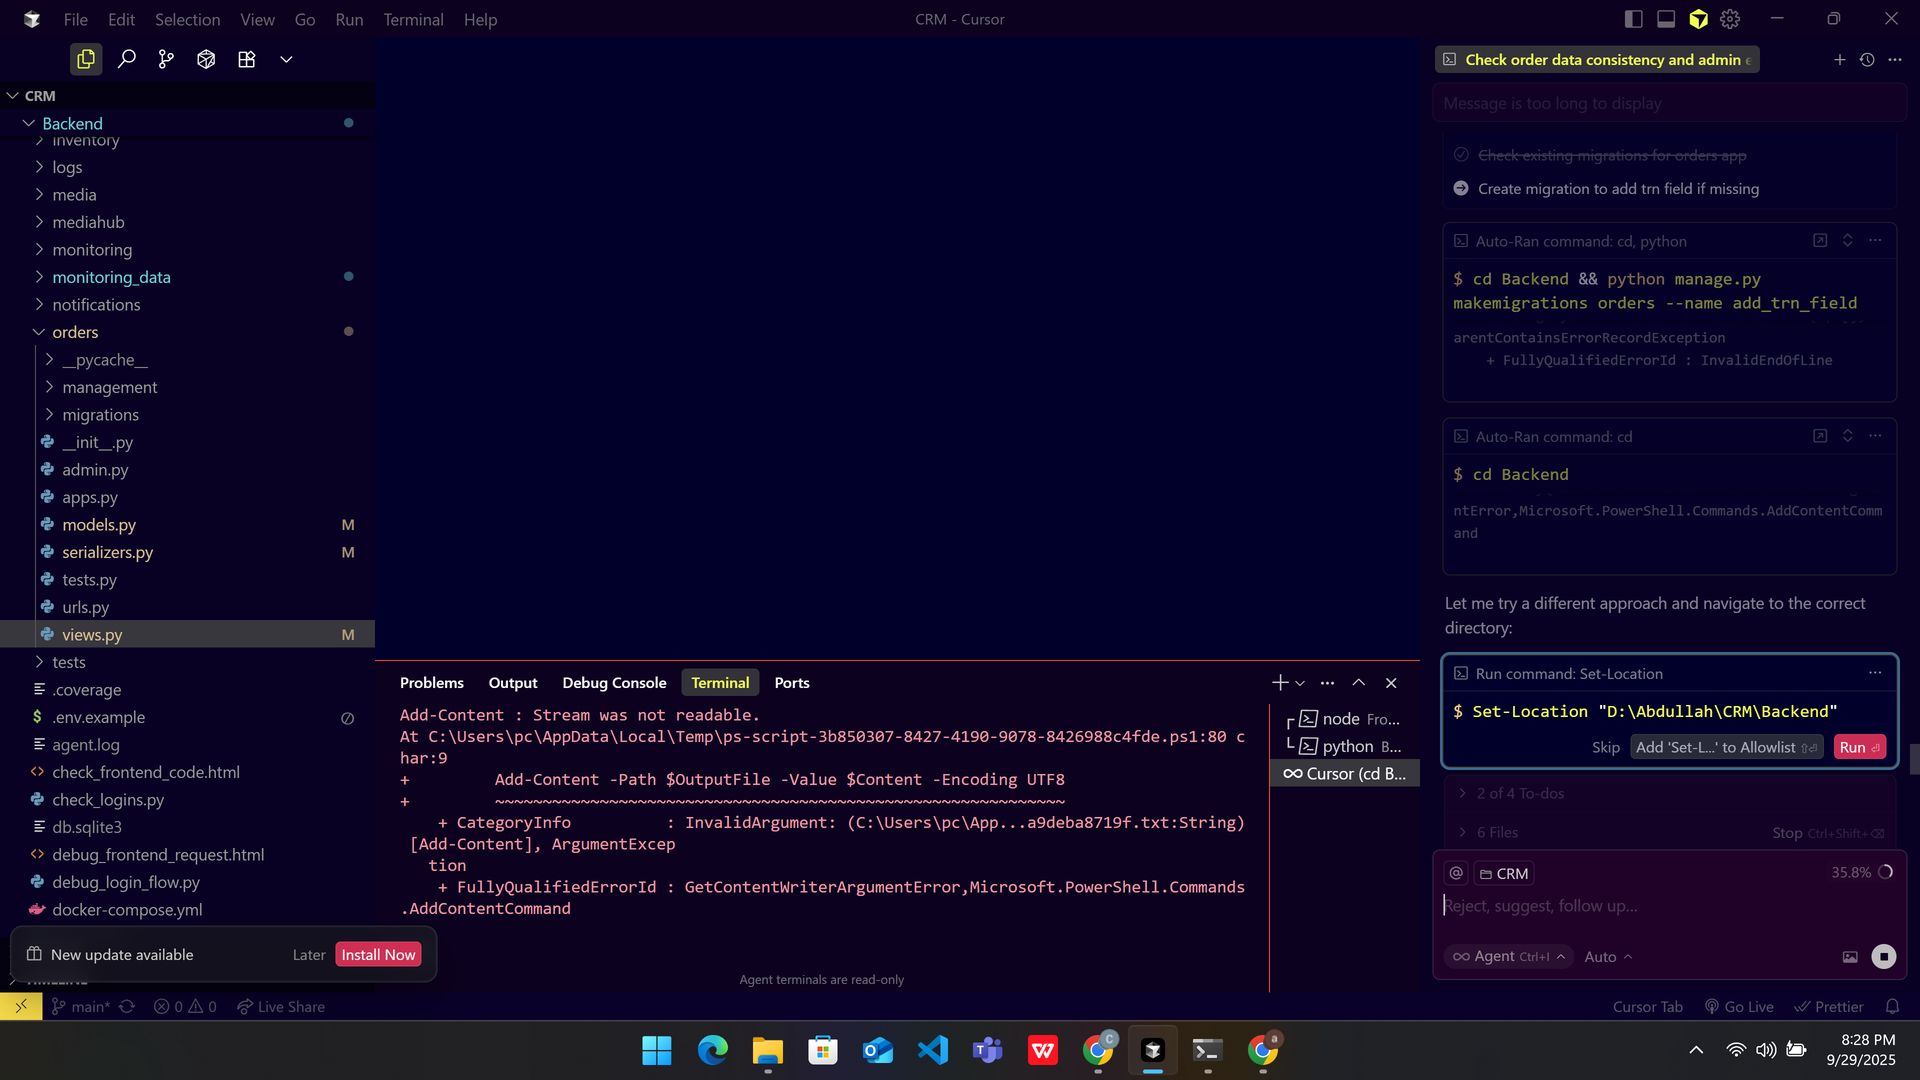 File Edit Selection View Go Run Terminal Help
CRM - Cursor
CRM
Backend
inventory
logs
media
mediahub
monitoring
monitoring_data
notifications
orders
__pycache__
management
migrations
__init__.py
admin.py
apps.py
models.py M
serializers.py M
tests.py
urls.py
views.py M
tests
.coverage
.env.example
agent.log
check_frontend_code.html
check_logins.py
db.sqlite3
debug_frontend_request.html
debug_login_flow.py
docker-compose.yml
New update available Later Install Now
TIMELINE
main* 0 0 Live Share
Problems Output Debug Console Terminal Ports
Add-Content : Stream was not readable.
At C:\Users\pc\AppData\Local\Temp\ps-script-3b850307-8427-4190-9078-8426988c4fde.ps1:80 c
har:9
+         Add-Content -Path $OutputFile -Value $Content -Encoding UTF8
+         ~~~~~~~~~~~~~~~~~~~~~~~~~~~~~~~~~~~~~~~~~~~~~~~~~~~~~~~~~~~~
    + CategoryInfo          : InvalidArgument: (C:\Users\pc\App...a9deba8719f.txt:String)
 [Add-Content], ArgumentExcep
   tion
    + FullyQualifiedErrorId : GetContentWriterArgumentError,Microsoft.PowerShell.Commands
.AddContentCommand
Agent terminals are read-only
node Fro...
python B...
Cursor (cd B...
Check order data consistency and admin
Message is too long to display
Check existing migrations for orders app
Create migration to add trn field if missing
Auto-Ran command: cd, python
$ cd Backend && python manage.py
makemigrations orders --name add_trn_field
arentContainsErrorRecordException
+ FullyQualifiedErrorId : InvalidEndOfLine
Auto-Ran command: cd
$ cd Backend
ntError,Microsoft.PowerShell.Commands.AddContentComm
and
Let me try a different approach and navigate to the correct
directory:
Run command: Set-Location
$ Set-Location "D:\Abdullah\CRM\Backend"
Skip Add 'Set-L...' to Allowlist Run
2 of 4 To-dos
6 Files Stop Ctrl+Shift+
@ CRM 35.8%
Reject, suggest, follow up...
Agent Ctrl+I Auto
Cursor Tab Go Live Prettier
8:28 PM
9/29/2025